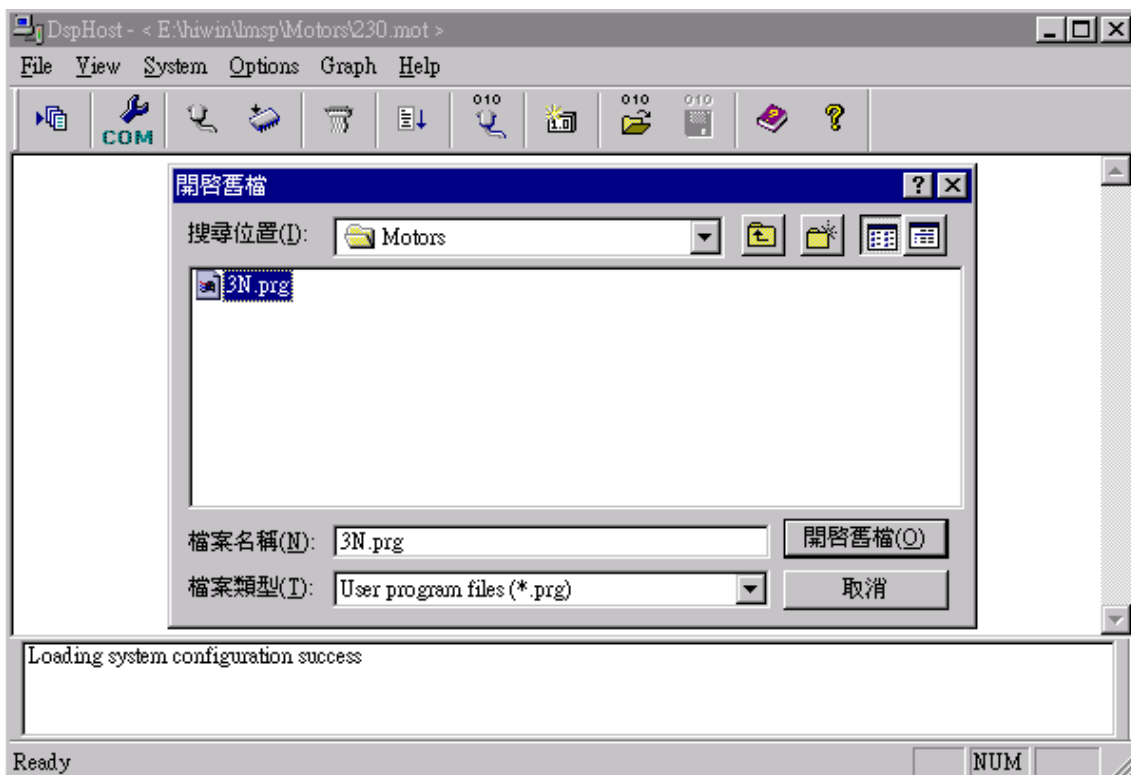 DspHost - < E:\hiwin\lmsp\Motors\230.mot >
File View System Options Graph Help
COM
010
1.0
010
010
開啓舊檔
搜尋位置(I): Motors
3N.prg
檔案名稱(N): 3N.prg 開啓舊檔(O)
檔案類型(T): User program files (*.prg) 取消
Loading system configuration success
Ready NUM